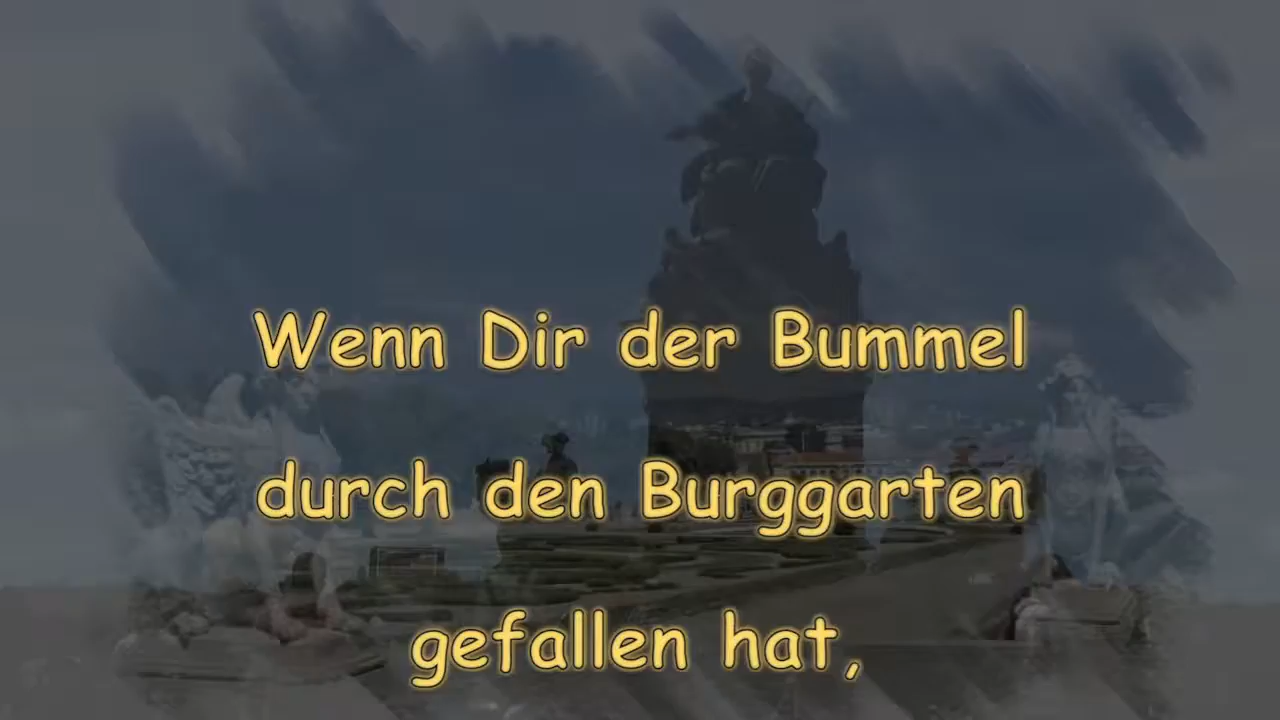 Wenn Dir der Bummel
durch den Burggarten
gefallen hat,